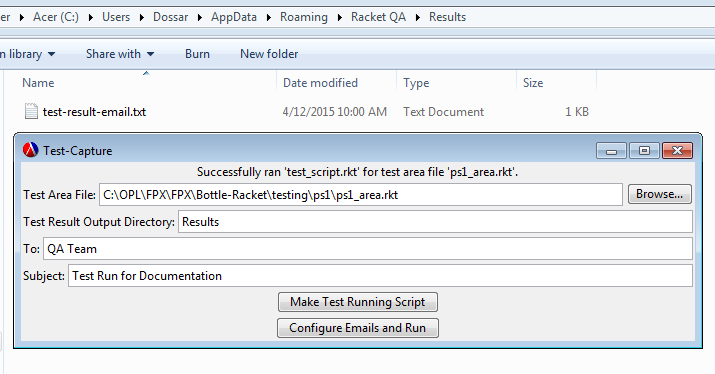 er ▸ Acer (C:) ▸ Users ▸ Dossar ▸ AppData ▸ Roaming ▸ Racket QA ▸ Results
n library Share with Burn New folder
Name Date modified Type Size
test-result-email.txt 4/12/2015 10:00 AM Text Document 1 KB
Test-Capture
Successfully ran 'test_script.rkt' for test area file 'ps1_area.rkt'.
Test Area File: C:\OPL\FPX\FPX\Bottle-Racket\testing\ps1\ps1_area.rkt Browse...
Test Result Output Directory: Results
To: QA Team
Subject: Test Run for Documentation
Make Test Running Script
Configure Emails and Run